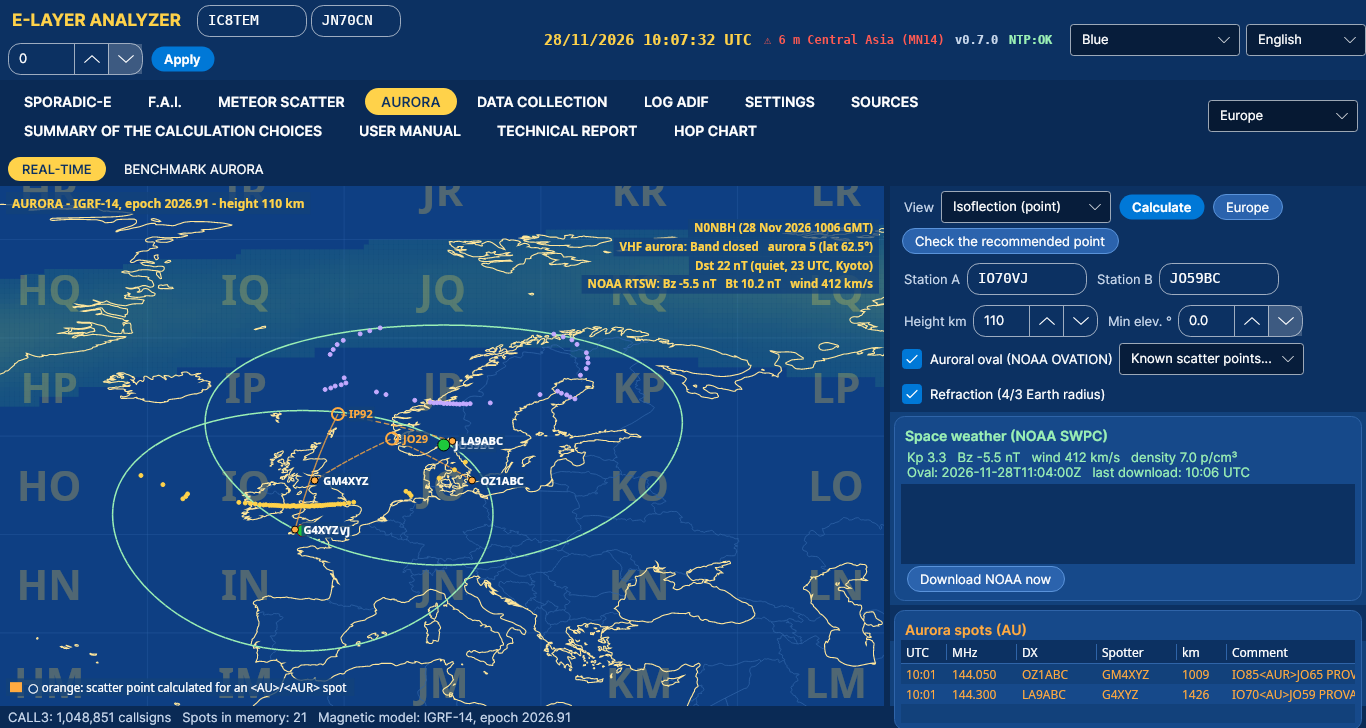 E-LAYER ANALYZER IC8TEM JN70CN
28/11/2026 10:07:32 UTC ⚠ 6 m Central Asia (MN14) v0.7.0 NTP:OK Blue English
0 Apply
SPORADIC-E F.A.I. METEOR SCATTER AURORA DATA COLLECTION LOG ADIF SETTINGS SOURCES
SUMMARY OF THE CALCULATION CHOICES USER MANUAL TECHNICAL REPORT HOP CHART
Europe
REAL-TIME BENCHMARK AURORA
JR KR LR
AURORA - IGRF-14, epoch 2026.91 - height 110 km
N0NBH (28 Nov 2026 1006 GMT)
VHF aurora: Band closed aurora 5 (lat 62.5°)
Dst 22 nT (quiet, 23 UTC, Kyoto)
NOAA RTSW: Bz -5.5 nT Bt 10.2 nT wind 412 km/s
HQ IQ JQ
HP IP JP KP LP
IP92
JO29
LA9ABC
HO IO JO KO LO
GM4XYZ
OZ1ABC
G4XYZ VJ
HN IN JN KN LN
HM IM JM KM LM
orange: scatter point calculated for an <AU>/<AUR> spot
View Isoflection (point) Calculate Europe
Check the recommended point
Station A IO70VJ Station B JO59BC
Height km 110 Min elev. ° 0.0
Auroral oval (NOAA OVATION) Known scatter points...
Refraction (4/3 Earth radius)
Space weather (NOAA SWPC)
Kp 3.3 Bz -5.5 nT wind 412 km/s density 7.0 p/cm³
Oval: 2026-11-28T11:04:00Z last download: 10:06 UTC
Download NOAA now
Aurora spots (AU)
UTC MHz DX Spotter km Comment
10:01 144.050 OZ1ABC GM4XYZ 1009 IO85<AUR>JO65 PROV
10:01 144.300 LA9ABC G4XYZ 1426 IO70<AU>JO59 PROVA
CALL3: 1,048,851 callsigns Spots in memory: 21 Magnetic model: IGRF-14, epoch 2026.91